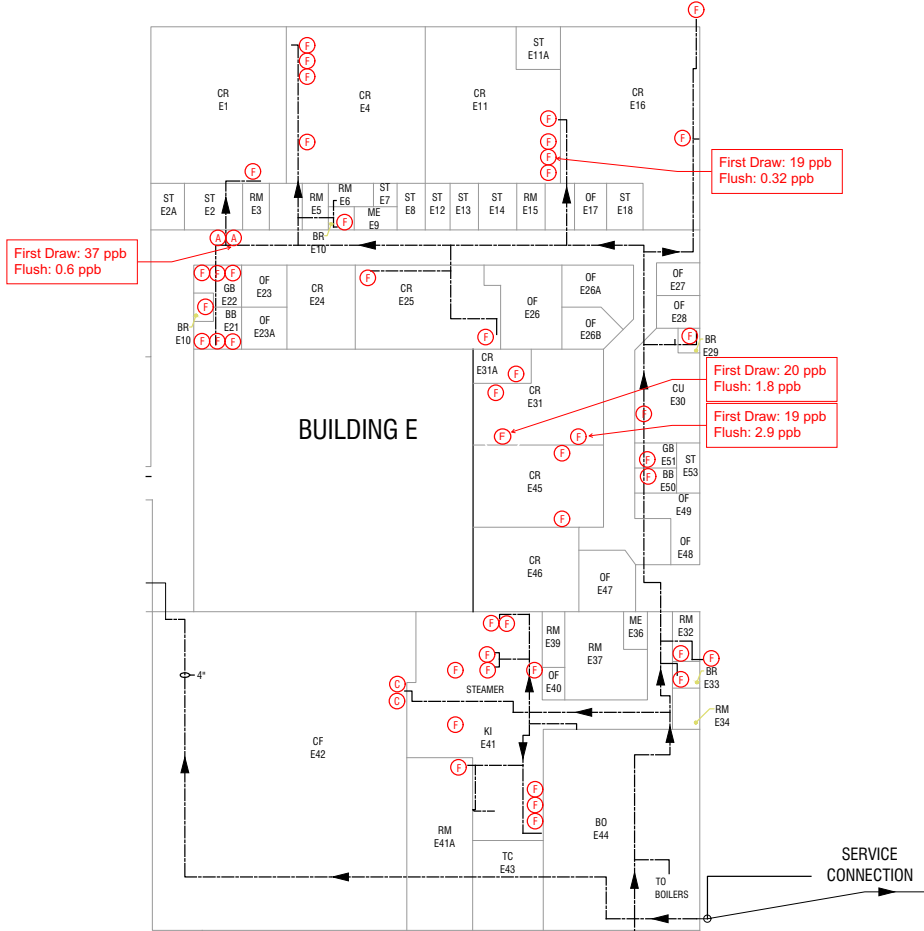 F
F
F
F
ST
E11A
CR
E1
CR
E4
CR
E11
CR
E16
F
F
F
F
F
F
F
F
First Draw: 19 ppb
Flush: 0.32 ppb
ST
E2A
ST
E2
RM
E3
RM
E5
RM
E6
ST
E7
ME
E9
ST
E8
ST
E12
ST
E13
ST
E14
RM
E15
OF
E17
ST
E18
F
BR
E10
A
A
First Draw: 37 ppb
Flush: 0.6 ppb
F
F
F
GB
E22
OF
E23
CR
E24
F
CR
E25
OF
E26
OF
E26A
OF
E26B
OF
E27
OF
E28
F
BR
E10
BB
E21
OF
E23A
F
F
F
F
F
BR
E29
CR
E31A
F
F
CR
E31
F
F
CU
E30
First Draw: 20 ppb
Flush: 1.8 ppb
First Draw: 19 ppb
Flush: 2.9 ppb
BUILDING E
F
F
CR
E45
F
F
F
GB
E51
BB
E50
ST
E53
OF
E49
OF
E48
CR
E46
OF
E47
F
F
RM
E39
RM
E37
ME
E36
RM
E32
F
F
F
F
F
F
STEAMER
OF
E40
F
BR
E33
4"
C
C
RM
E34
F
KI
E41
CF
E42
F
F
F
F
RM
E41A
BO
E44
TC
E43
TO
BOILERS
SERVICE
CONNECTION